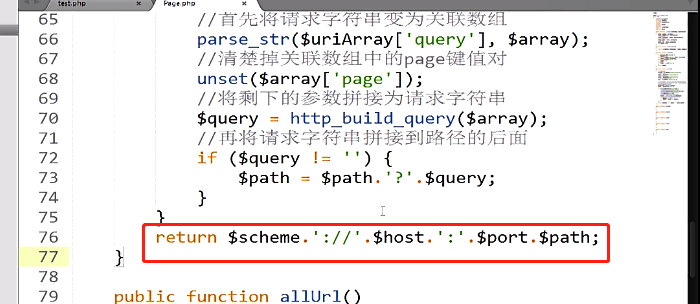 test.php Page.php
65 //首先将请求字符串变为关联数组
66 parse_str($uriArray['query'], $array);
67 //清楚掉关联数组中的page键值对
68 unset($array['page']);
69 //将剩下的参数拼接为请求字符串
70 $query = http_build_query($array);
71 //再将请求字符串拼接到路径的后面
72 if ($query != '') {
73 $path = $path.'?'.$query;
74 }
75 }
76 return $scheme.'://'.$host.':'.$port.$path;
77 }
78
79 public function allUrl()